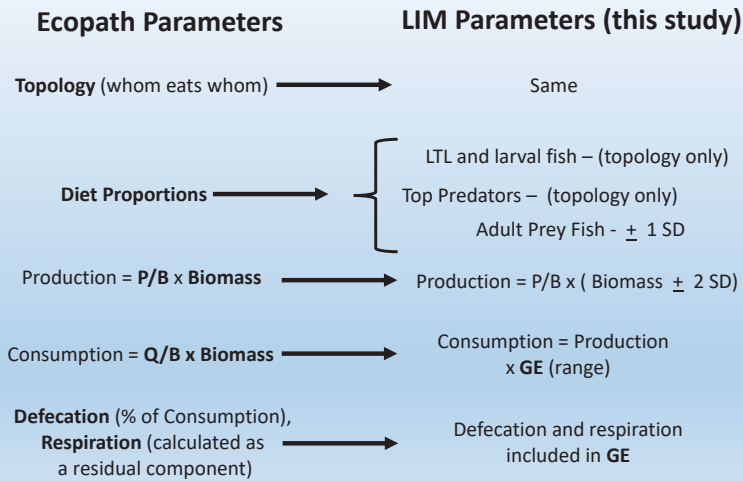 Ecopath Parameters
LIM Parameters (this study)
Topology (whom eats whom)
Same
Diet Proportions
LTL and larval fish – (topology only)
Top Predators – (topology only)
Adult Prey Fish - ± 1 SD
Production = P/B x Biomass
Production = P/B x ( Biomass ± 2 SD)
Consumption = Q/B x Biomass
Consumption = Production
x GE (range)
Defecation (% of Consumption),
Respiration (calculated as
a residual component)
Defecation and respiration
included in GE